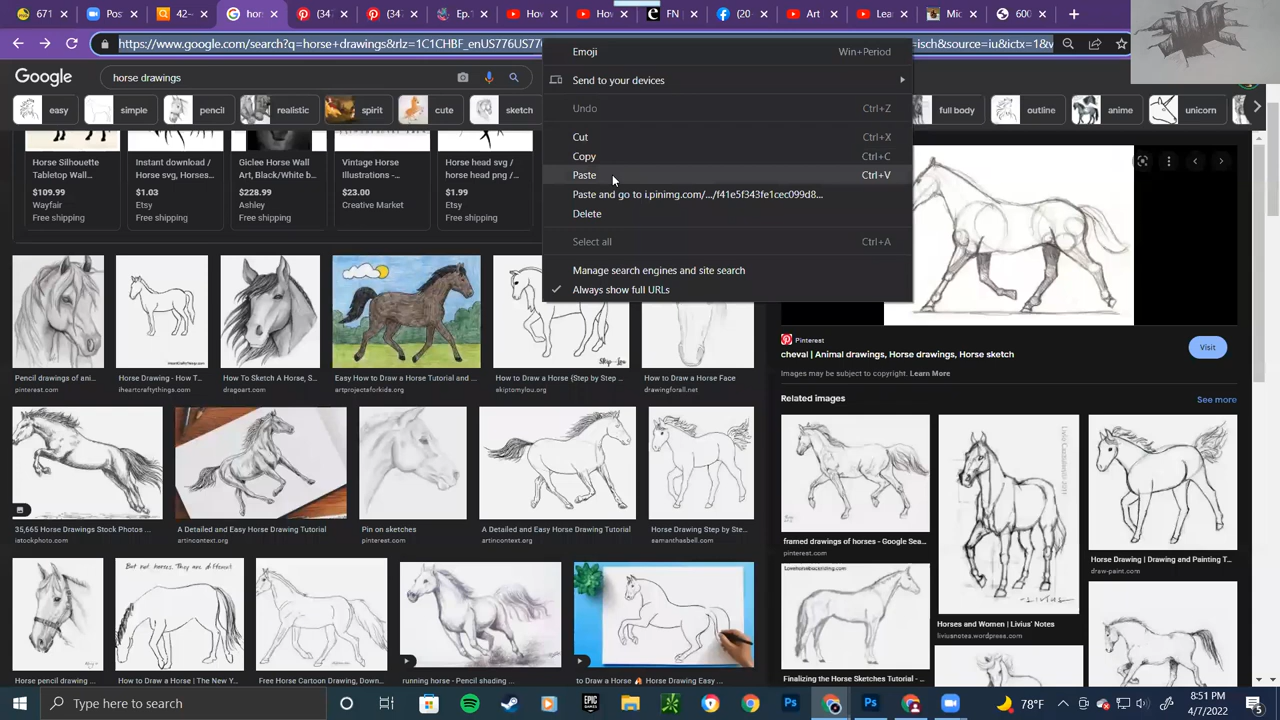 671
(20
FN
(20
Mic
600
https://www.google.com/search?q=horse+drawings&rlz=1C1CHBF_enUS776US77
isch&source=iu&ictx=1&v
Google
horse drawings
easy
simple
pencil
realistic
spirit
cute
sketch
full body
outline
anime
unicorn
Emoji Win+Period
Send to your devices
Undo Ctrl+Z
Cut Ctrl+X
Copy Ctrl+C
Paste Ctrl+V
Paste and go to i.pinimg.com/.../f41e5f343fe1cec099d8...
Delete
Select all Ctrl+A
Manage search engines and site search
Always show full URLs
Horse Silhouette
Tabletop Wall...
$109.99
Wayfair
Free shipping
Instant download /
Horse svg, Horses...
$1.03
Etsy
Giclee Horse Wall
Art, Black/White b...
$228.99
Ashley
Free shipping
Vintage Horse
Illustrations -...
$23.00
Creative Market
Horse head svg /
horse head png /...
$1.99
Etsy
Free shipping
Pencil drawings of ani...
pinterest.com
iHeartCraftyThings.com
Horse Drawing - How T...
iheartcraftythings.com
How To Sketch A Horse, S...
dragoart.com
Easy How to Draw a Horse Tutorial and ...
artprojectsforkids.org
How to Draw a Horse {Step by Step ...
skiptomylou.org
How to Draw a Horse Face
drawingforall.net
35,665 Horse Drawings Stock Photos ...
istockphoto.com
A Detailed and Easy Horse Drawing Tutorial
artincontext.org
Pin on sketches
pinterest.com
A Detailed and Easy Horse Drawing Tutorial
artincontext.org
Horse Drawing Step by Ste...
samanthasbell.com
But not horses. They are difficult
Horse pencil drawing ...
How to Draw a Horse | The New Y...
Free Horse Cartoon Drawing, Down...
running horse - Pencil shading ...
to Draw a Horse 🐴 Horse Drawing Easy ...
Pinterest
cheval | Animal drawings, Horse drawings, Horse sketch
Visit
Images may be subject to copyright. Learn More
Related images
See more
framed drawings of horses - Google Sea...
pinterest.com
Horses and Women | Livius' Notes
liviusnotes.wordpress.com
Horse Drawing | Drawing and Painting T...
draw-paint.com
Finalizing the Horse Sketches Tutorial - ...
Type here to search
78°F
8:51 PM
4/7/2022
5